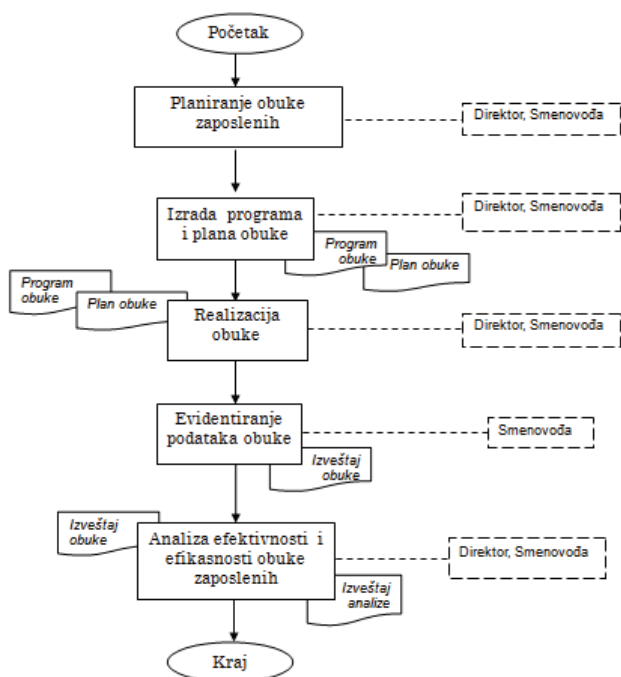 Početak
Planiranje obuke
zaposlenih
Direktor, Smenovođa
Izrada programa
i plana obuke
Direktor, Smenovođa
Program
obuke
Plan obuke
Program
obuke
Plan obuke
Realizacija
obuke
Direktor, Smenovođa
Evidentiranje
podataka obuke
Smenovođa
Izveštaj
obuke
Izveštaj
obuke
Analiza efektivnosti i
efikasnosti obuke
zaposlenih
Direktor, Smenovođa
Izveštaj
analize
Kraj